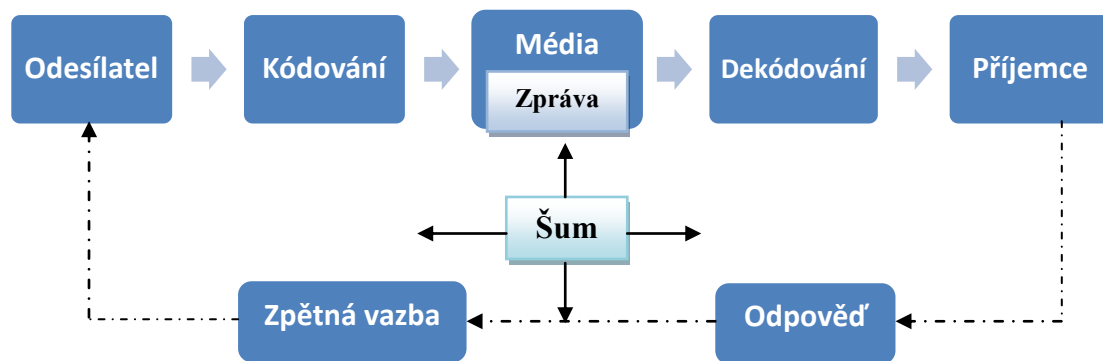 Odesílatel
Kódování
Média
Zpráva
Dekódování
Příjemce
Šum
Zpětná vazba
Odpověď